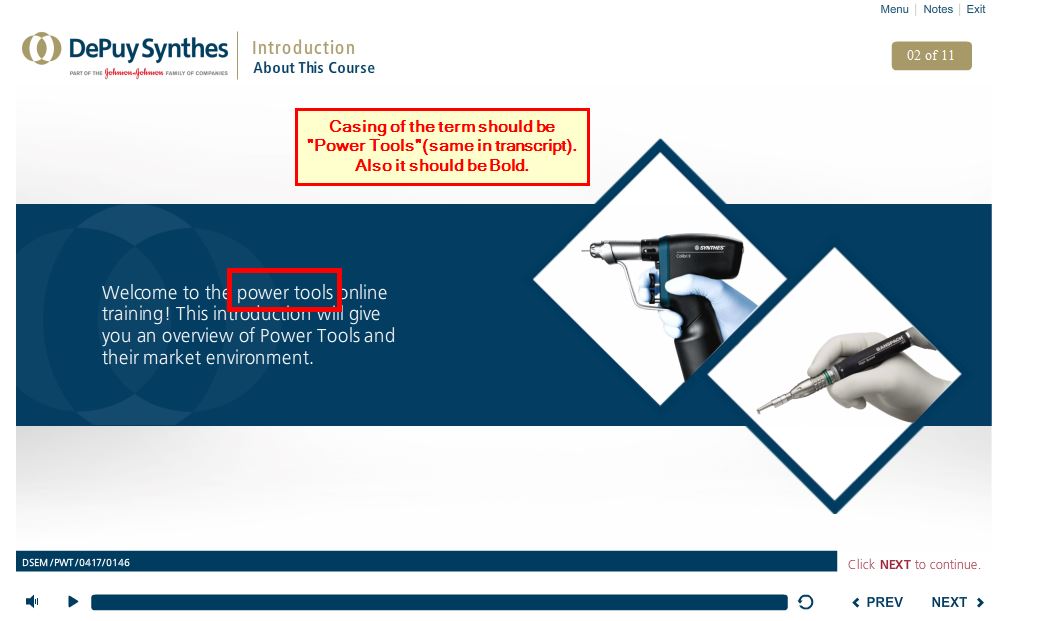 Menu | Notes | Exit
DePuy Synthes
PART OF THE Johnson & Johnson FAMILY OF COMPANIES
Introduction
About This Course
02 of 11
Casing of the term should be
"Power Tools"(same in transcript).
Also it should be Bold.
SYNTHES
Colibri II
Welcome to the power tools online
training! This introduction will give
you an overview of Power Tools and
their market environment.
ANSPACH
DSEM/PWT/0417/0146
Click NEXT to continue.
PREV
NEXT